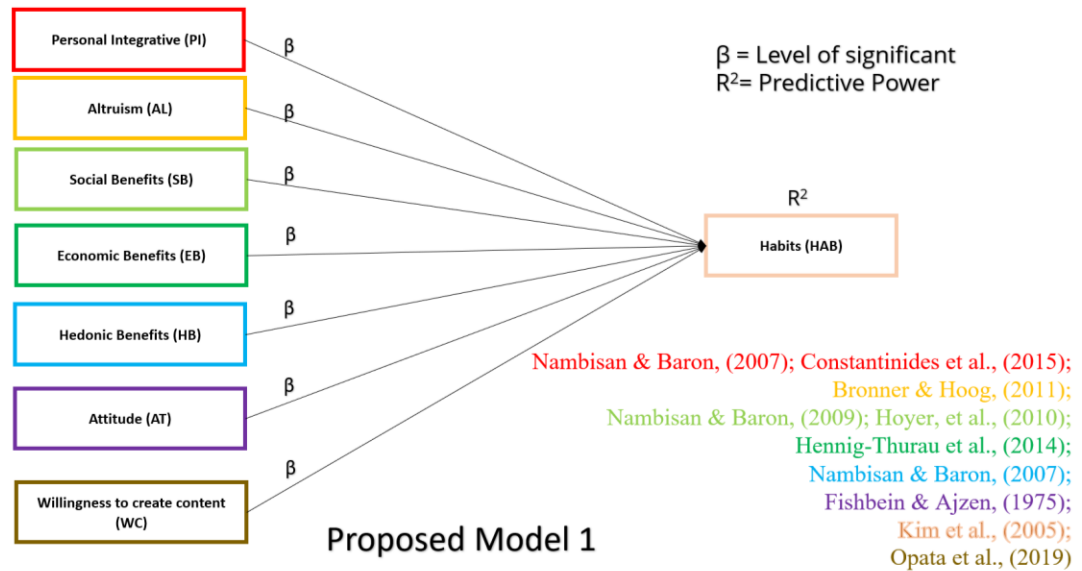 Personal Integrative (PI)
Altruism (AL)
Social Benefits (SB)
Economic Benefits (EB)
Hedonic Benefits (HB)
Attitude (AT)
Willingness to create content
(WC)
β
β
β
β
β
β
β
β = Level of significant
R²= Predictive Power
R²
Habits (HAB)
Nambisan & Baron, (2007); Constantinides et al., (2015);
Bronner & Hoog, (2011);
Nambisan & Baron, (2009); Hoyer, et al., (2010);
Hennig-Thurau et al., (2014);
Nambisan & Baron, (2007);
Fishbein & Ajzen, (1975);
Kim et al., (2005);
Opata et al., (2019)
Proposed Model 1